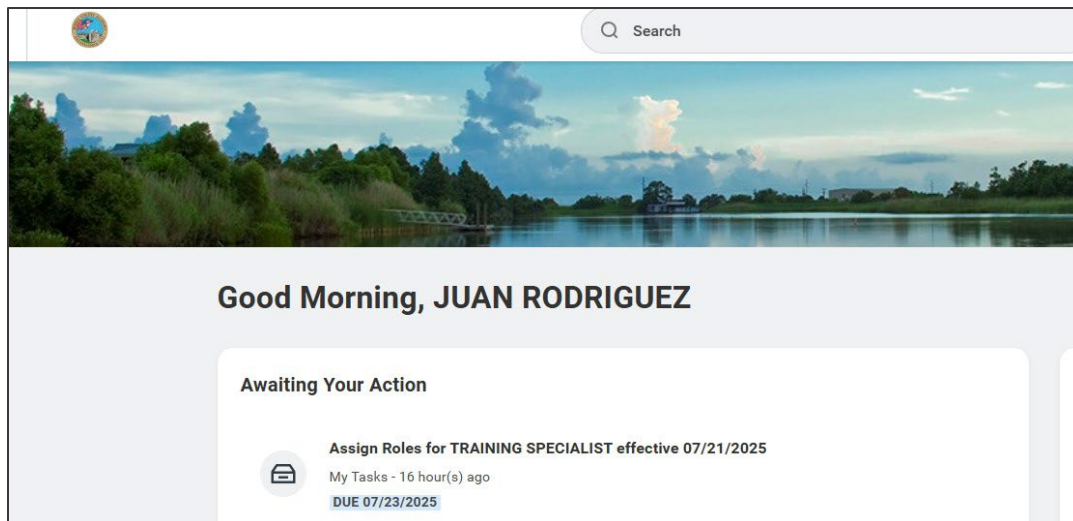 Search
Good Morning, JUAN RODRIGUEZ
Awaiting Your Action
Assign Roles for TRAINING SPECIALIST effective 07/21/2025
My Tasks - 16 hour(s) ago
DUE 07/23/2025